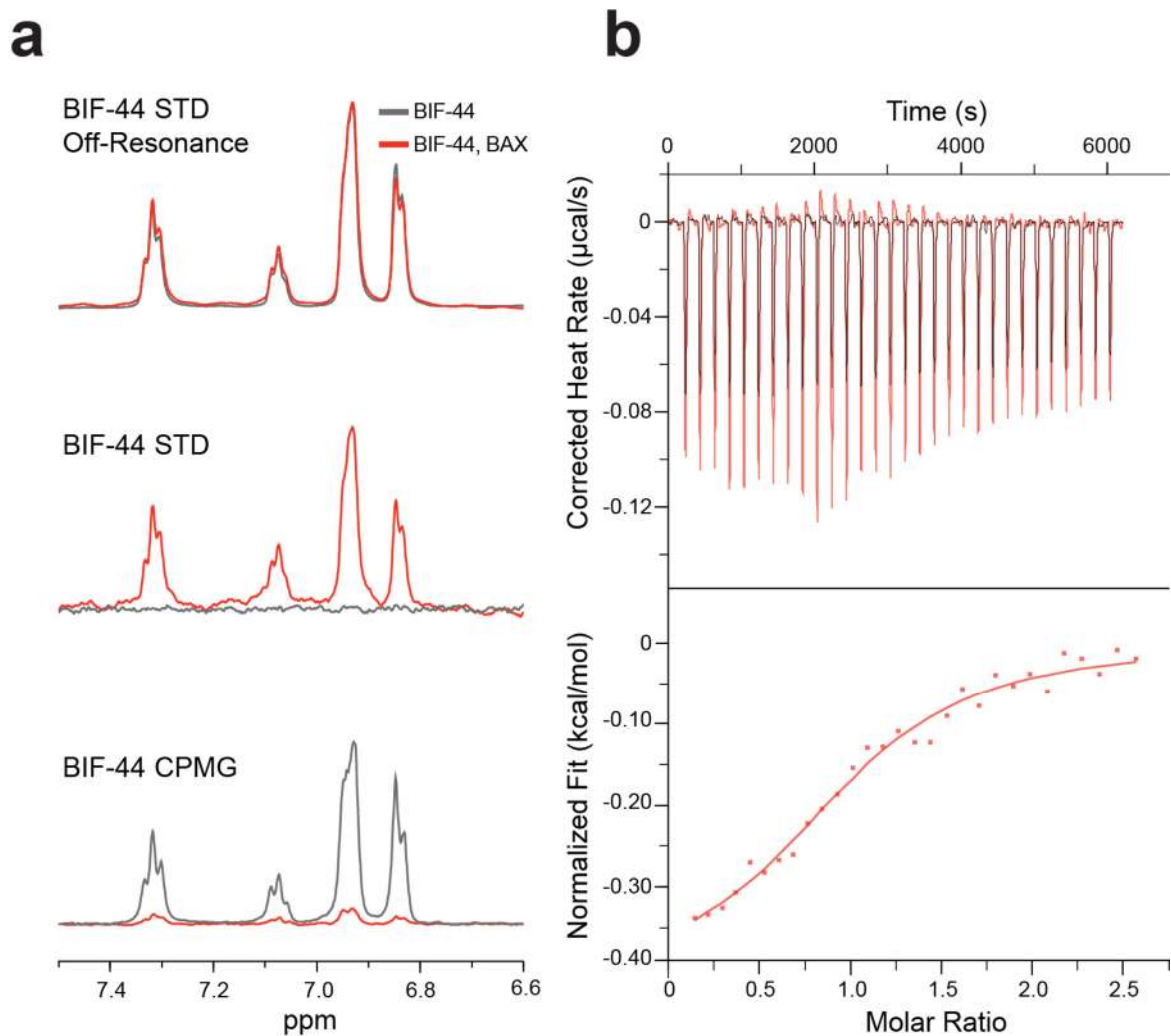 a
BIF-44 STD
Off-Resonance
BIF-44
BIF-44, BAX
BIF-44 STD
BIF-44 CPMG
7.4 7.2 7.0 6.8 6.6
ppm
b
Time (s)
0 2000 4000 6000
Corrected Heat Rate (μcal/s)
0
-0.04
-0.08
-0.12
Normalized Fit (kcal/mol)
0
-0.10
-0.20
-0.30
-0.40
0 0.5 1.0 1.5 2.0 2.5
Molar Ratio